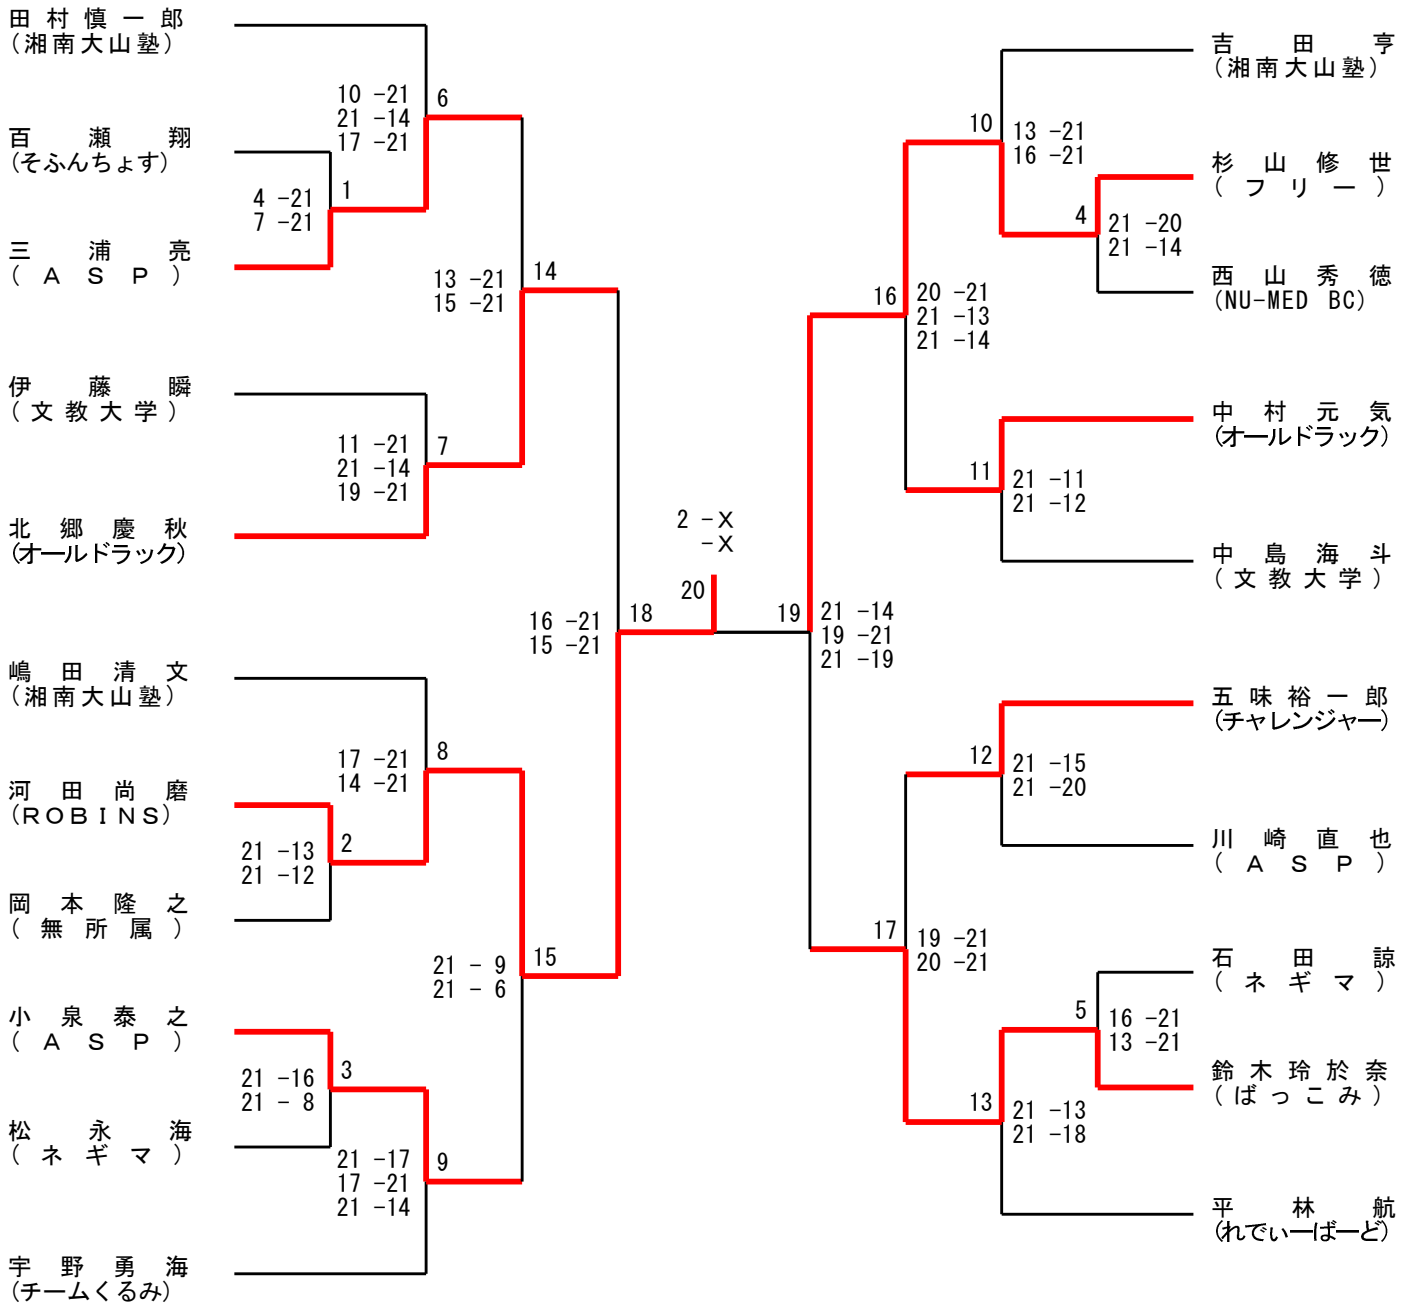 田村慎一郎
(湘南大山塾)
百瀬翔
(そふんちょす)
三浦亮
(ASP)
伊藤瞬
(文教大学)
北郷慶秋
(オールドラック)
嶋田清文
(湘南大山塾)
河田尚磨
(ROBINS)
岡本隆之
(無所属)
小泉泰之
(ASP)
松永海
(ネギマ)
宇野勇海
(チームくるみ)
10 -21
21 -14
17 -21
6
4 -21
7 -21
1
13 -21
15 -21
14
11 -21
21 -14
19 -21
7
16 -21
15 -21
18
17 -21
14 -21
8
21 -13
21 -12
2
21 - 9
21 - 6
15
21 -16
21 - 8
3
21 -17
17 -21
21 -14
9
2 -X
-X
20
吉田亨
(湘南大山塾)
杉山修世
(フリー)
西山秀徳
(NU-MED BC)
中村元気
(オールドラック)
中島海斗
(文教大学)
五味裕一郎
(チャレンジャー)
川崎直也
(ASP)
石田諒
(ネギマ)
鈴木玲於奈
(ばっこみ)
平林航
(れでぃーばーど)
10
13 -21
16 -21
4
21 -20
21 -14
16
20 -21
21 -13
21 -14
11
21 -11
21 -12
19
21 -14
19 -21
21 -19
12
21 -15
21 -20
17
19 -21
20 -21
5
16 -21
13 -21
13
21 -13
21 -18